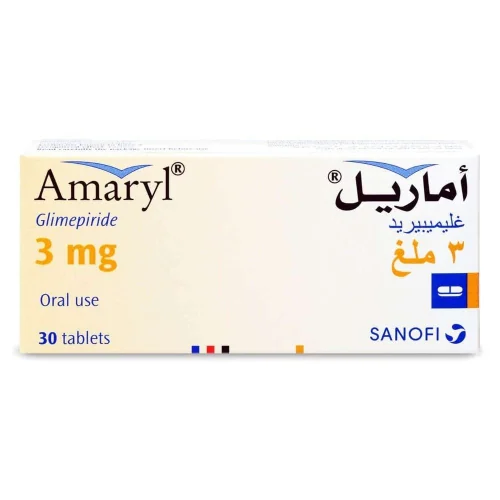 Amaryl®
Glimepiride
3 mg
Oral use
30 tablets
أماريل®
غليميبيريد
٣ ملغ
SANOFI